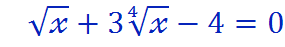 √x + 3∜x − 4 = 0